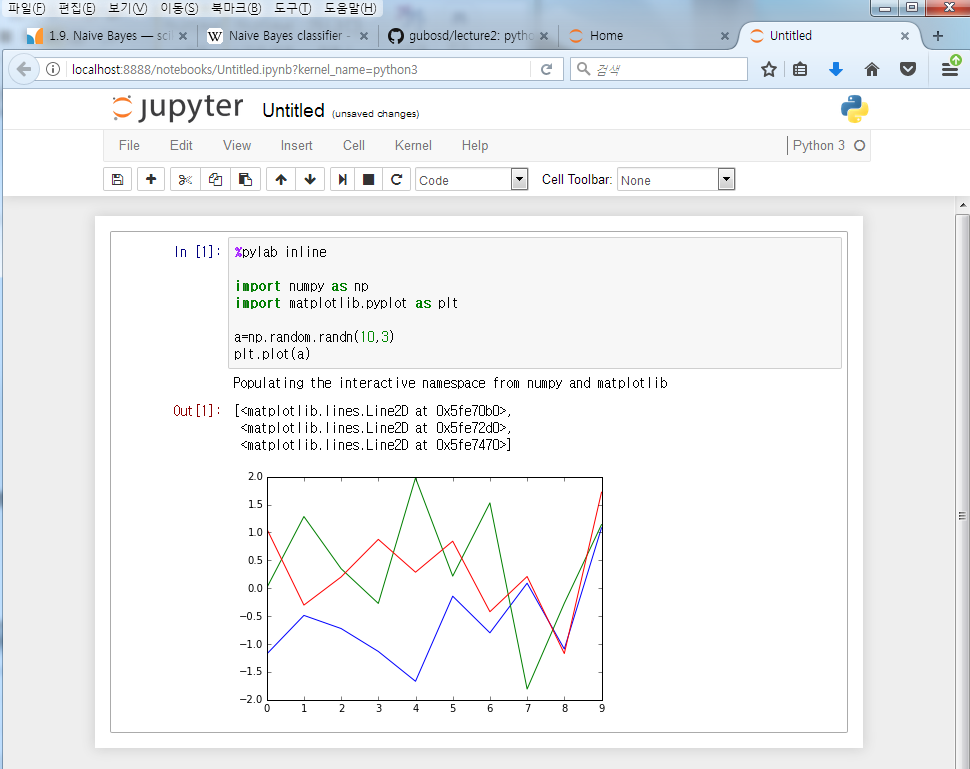 파일(F) 편집(E) 보기(V) 이동(S) 북마크(B) 도구(T) 도움말(H)
1.9. Naive Bayes — sci
Naive Bayes classifier -
gubosd/lecture2: pytho
Home
Untitled
localhost:8888/notebooks/Untitled.ipynb?kernel_name=python3
검색
jupyter Untitled (unsaved changes)
File Edit View Insert Cell Kernel Help Python 3
Code Cell Toolbar: None
In [1]: %pylab inline
import numpy as np
import matplotlib.pyplot as plt
a=np.random.randn(10,3)
plt.plot(a)
Populating the interactive namespace from numpy and matplotlib
Out[1]: [<matplotlib.lines.Line2D at 0x5fe70b0>,
<matplotlib.lines.Line2D at 0x5fe72d0>,
<matplotlib.lines.Line2D at 0x5fe7470>]
2.0
1.5
1.0
0.5
0.0
−0.5
−1.0
−1.5
−2.0
0 1 2 3 4 5 6 7 8 9